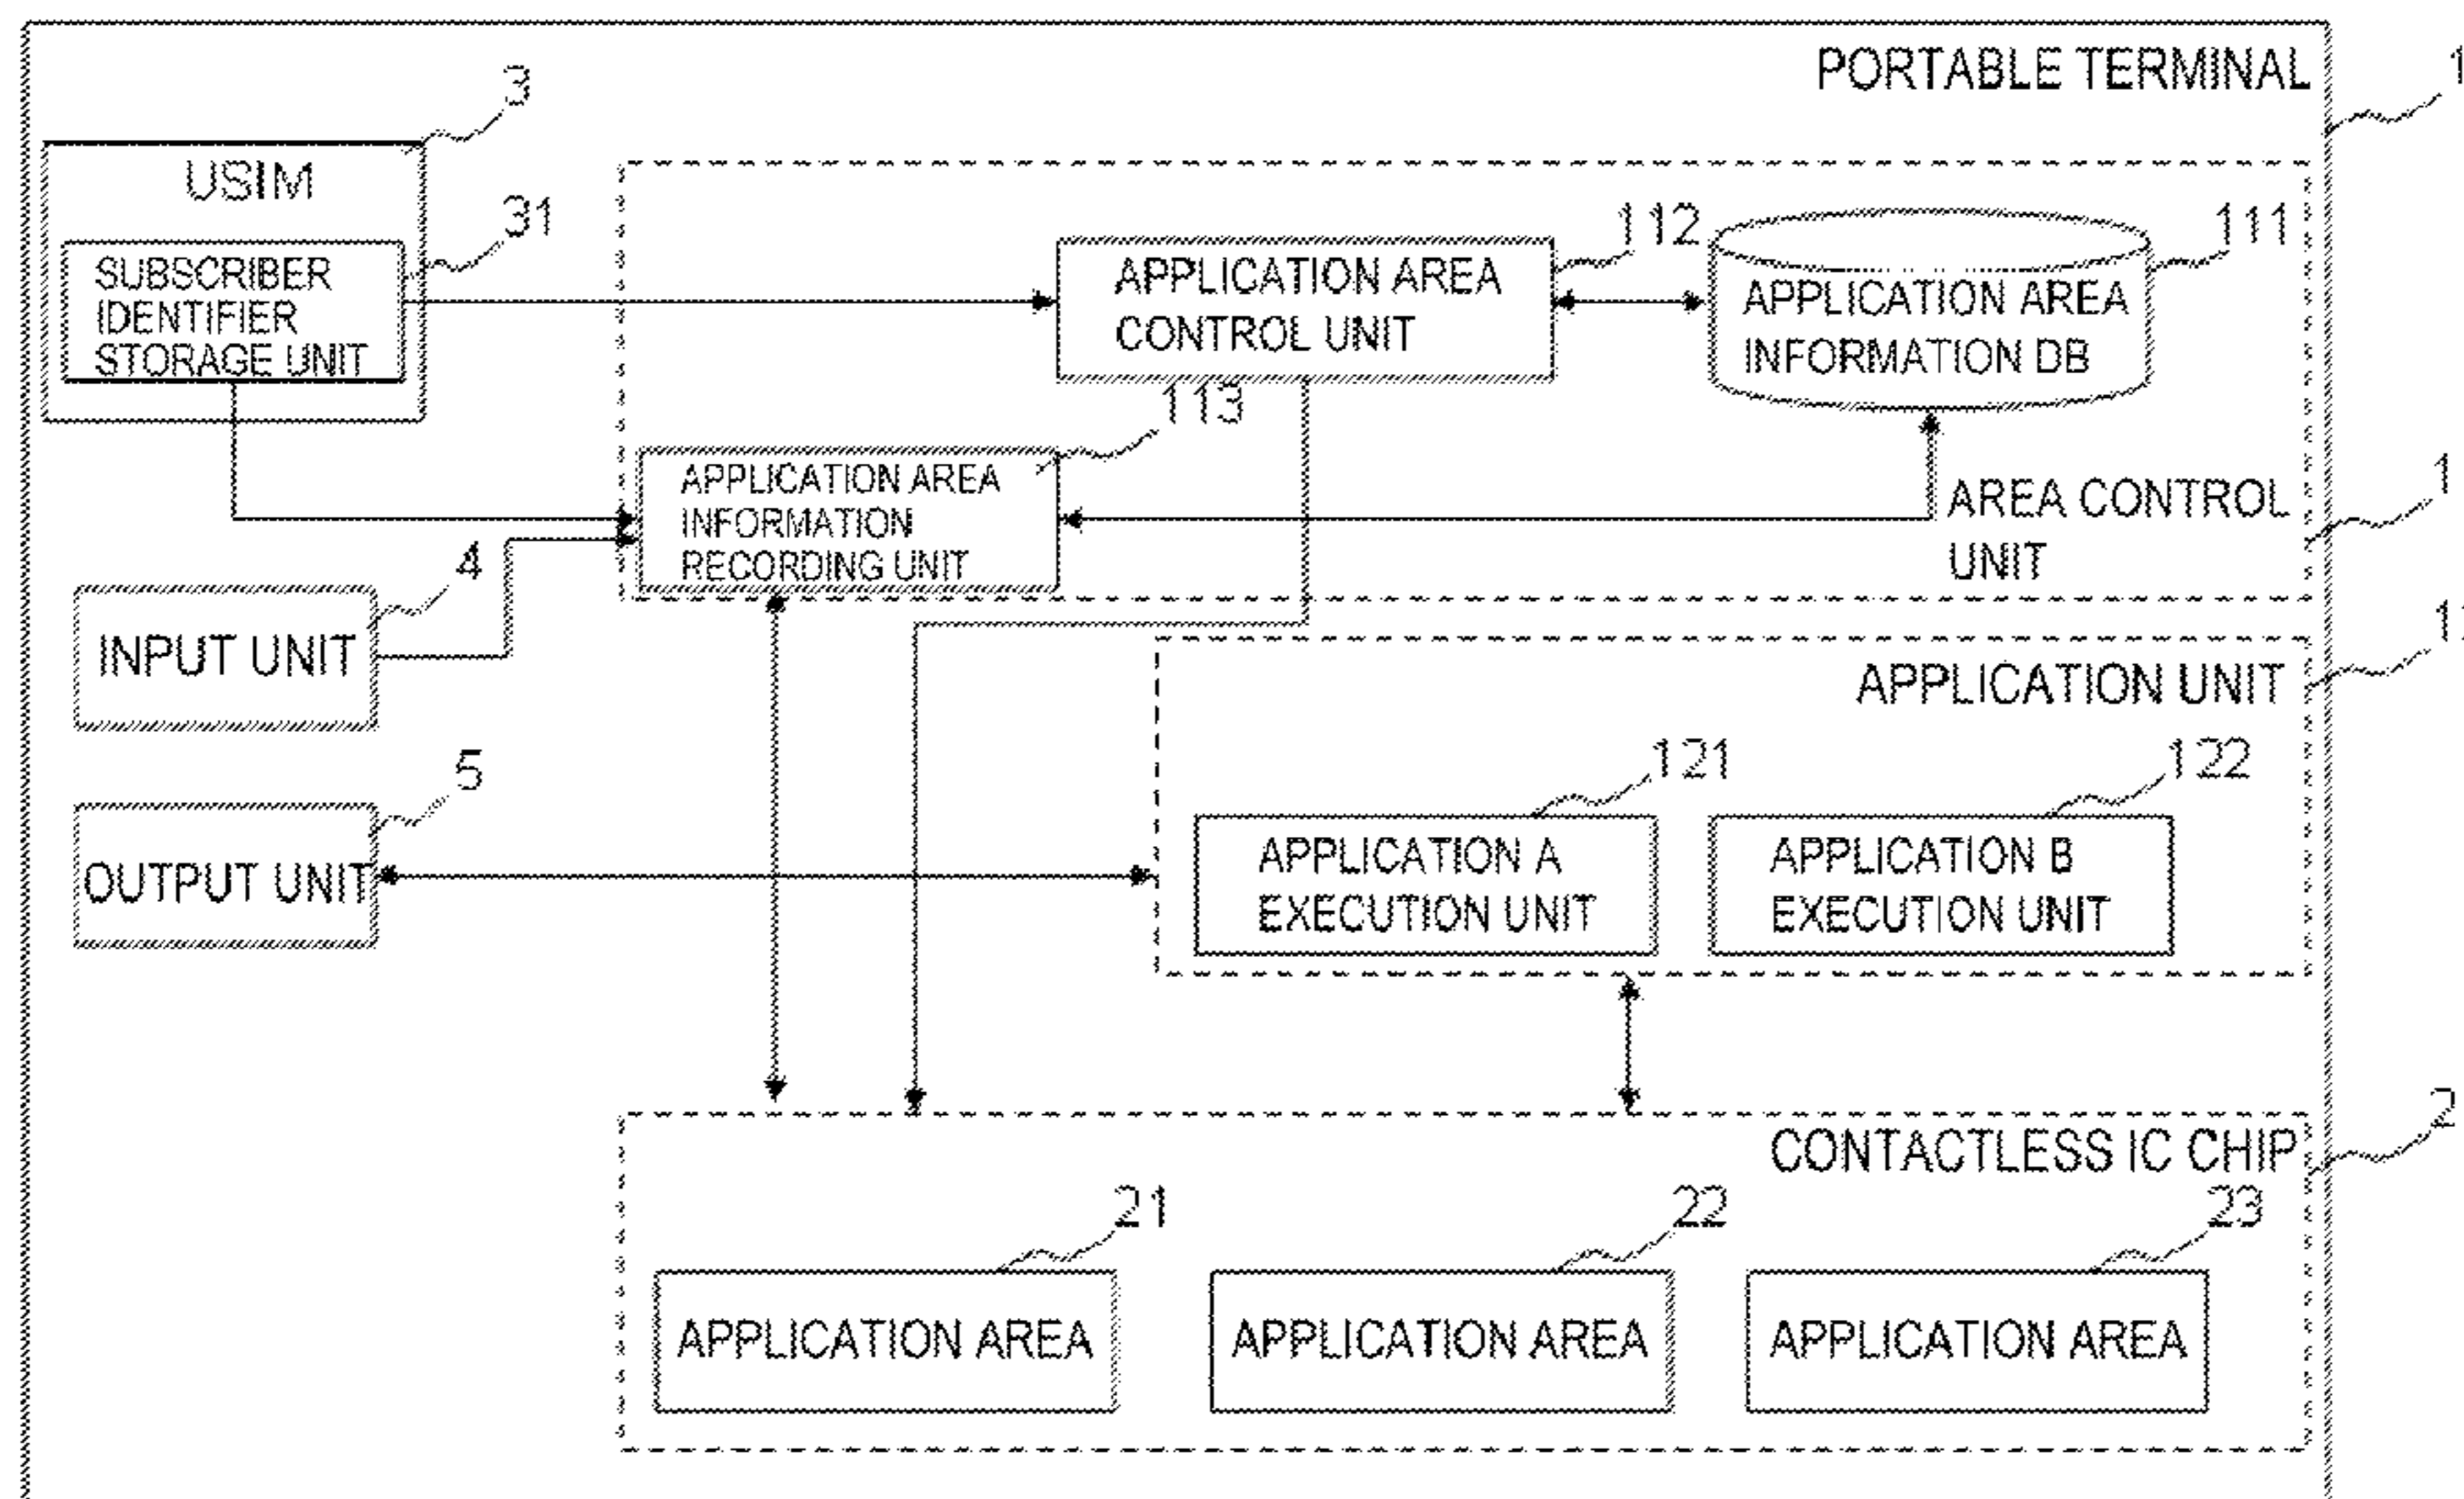 PORTABLE TERMINAL
1
3
USIM
31
SUBSCRIBER
IDENTIFIER
STORAGE UNIT
112
APPLICATION AREA
CONTROL UNIT
111
APPLICATION AREA
INFORMATION DB
113
APPLICATION AREA
INFORMATION
RECORDING UNIT
AREA CONTROL
UNIT
1
4
INPUT UNIT
APPLICATION UNIT
5
OUTPUT UNIT
121
APPLICATION A
EXECUTION UNIT
122
APPLICATION B
EXECUTION UNIT
CONTACTLESS IC CHIP
2
21
APPLICATION AREA
22
APPLICATION AREA
23
APPLICATION AREA